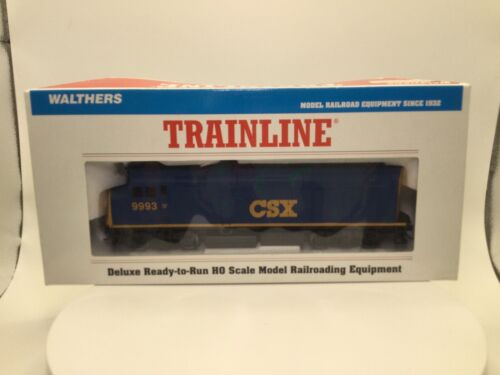 WALTHERS
MODEL RAILROAD EQUIPMENT SINCE 1932
TRAINLINE®
9993
CSX
Deluxe Ready-to-Run HO Scale Model Railroading Equipment